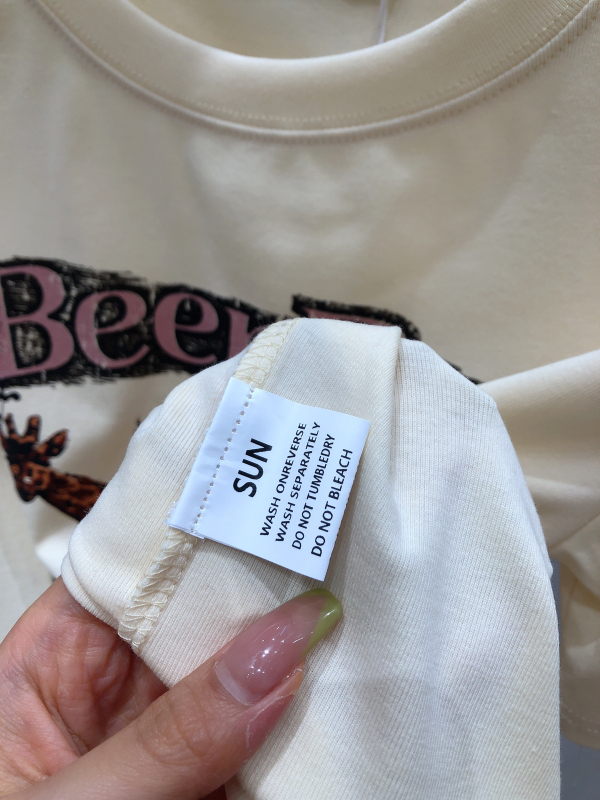 Beer
SUN
WASH ONREVERSE
WASH SEPARATELY
DO NOT TUMBLEDRY
DO NOT BLEACH